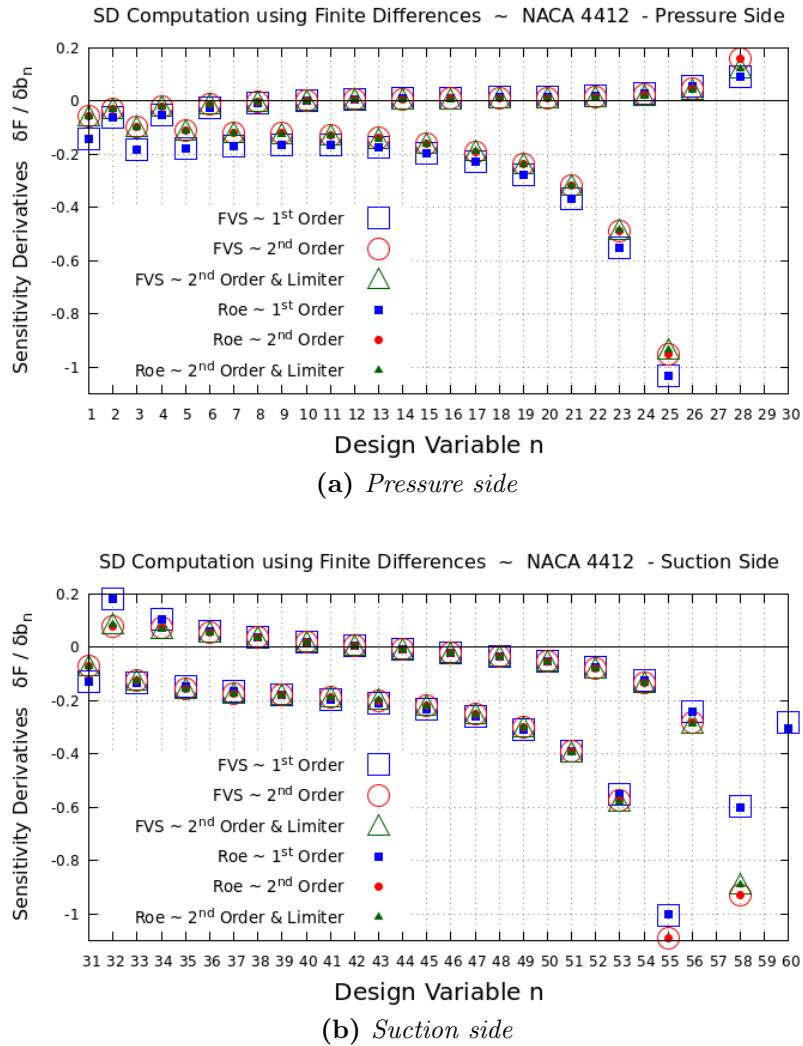 SD Computation using Finite Differences ~ NACA 4412 - Pressure Side
Sensitivity Derivatives δF / δbn
0.2
0
-0.2
-0.4
-0.6
-0.8
-1
FVS ~ 1st Order
FVS ~ 2nd Order
FVS ~ 2nd Order & Limiter
Roe ~ 1st Order
Roe ~ 2nd Order
Roe ~ 2nd Order & Limiter
1 2 3 4 5 6 7 8 9 10 11 12 13 14 15 16 17 18 19 20 21 22 23 24 25 26 27 28 29 30
Design Variable n
(a) Pressure side
SD Computation using Finite Differences ~ NACA 4412 - Suction Side
Sensitivity Derivatives δF / δbn
0.2
0
-0.2
-0.4
-0.6
-0.8
-1
FVS ~ 1st Order
FVS ~ 2nd Order
FVS ~ 2nd Order & Limiter
Roe ~ 1st Order
Roe ~ 2nd Order
Roe ~ 2nd Order & Limiter
31 32 33 34 35 36 37 38 39 40 41 42 43 44 45 46 47 48 49 50 51 52 53 54 55 56 57 58 59 60
Design Variable n
(b) Suction side